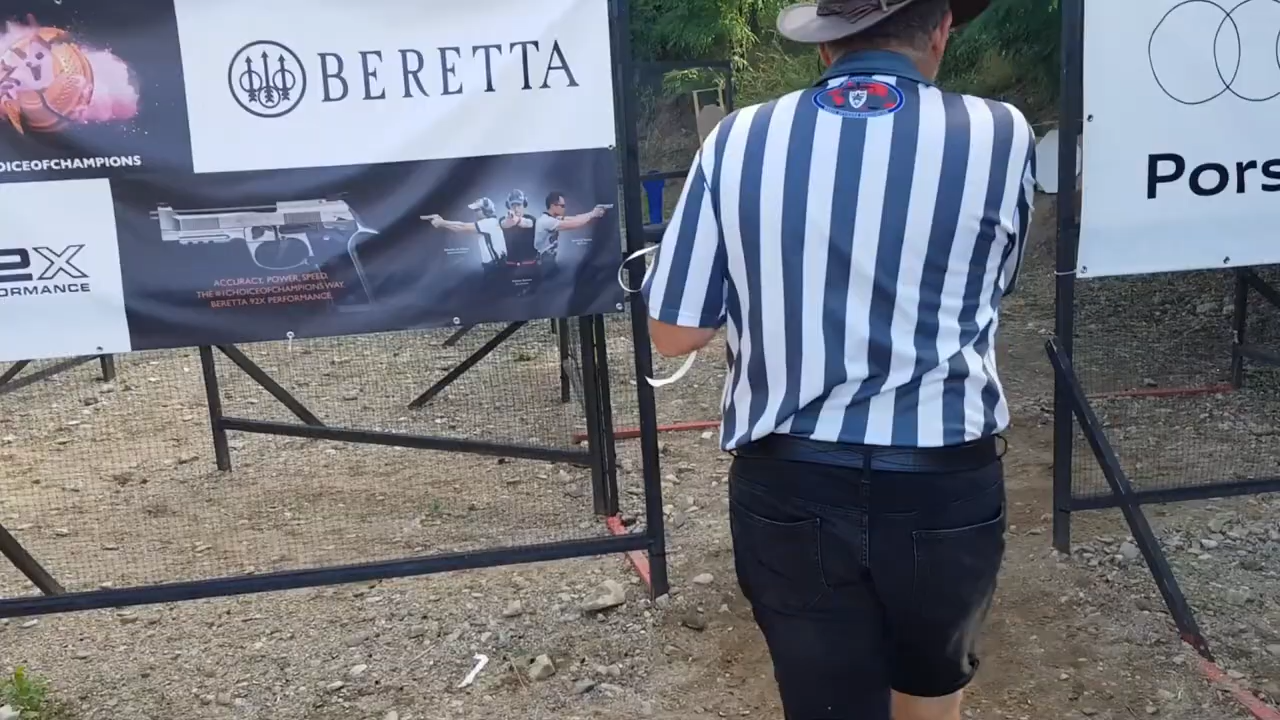 OICEOFCHAMPIONS
BERETTA
2X
ORMANCE
ACCURACY, POWER, SPEED.
THE #1CHOICEOFCHAMPIONS WAY.
BERETTA 92X PERFORMANCE.
Pors